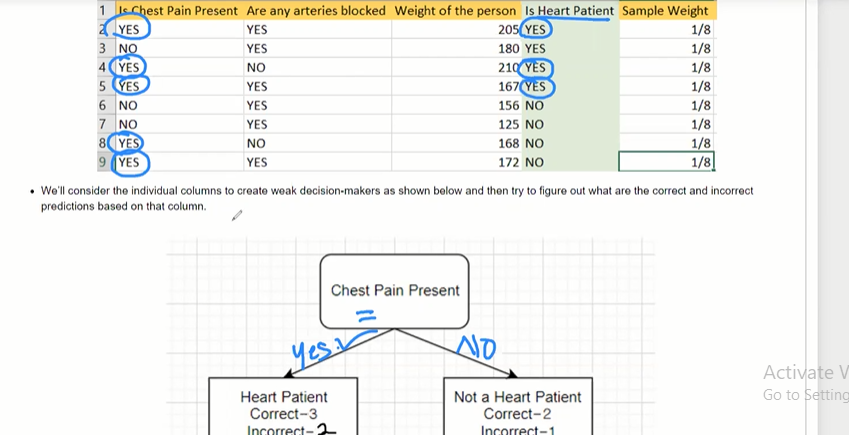 1 Is Chest Pain Present Are any arteries blocked Weight of the person Is Heart Patient Sample Weight
2 YES YES 205 YES 1/8
3 NO YES 180 YES 1/8
4 YES NO 210 YES 1/8
5 YES YES 167 YES 1/8
6 NO YES 156 NO 1/8
7 NO YES 125 NO 1/8
8 YES NO 168 NO 1/8
9 YES YES 172 NO 1/8
• We'll consider the individual columns to create weak decision-makers as shown below and then try to figure out what are the correct and incorrect
predictions based on that column.
Chest Pain Present
=
Yes NO
Activate
Go to Setting
Heart Patient Not a Heart Patient
Correct-3 Correct-2
Incorrect-2 Incorrect-1